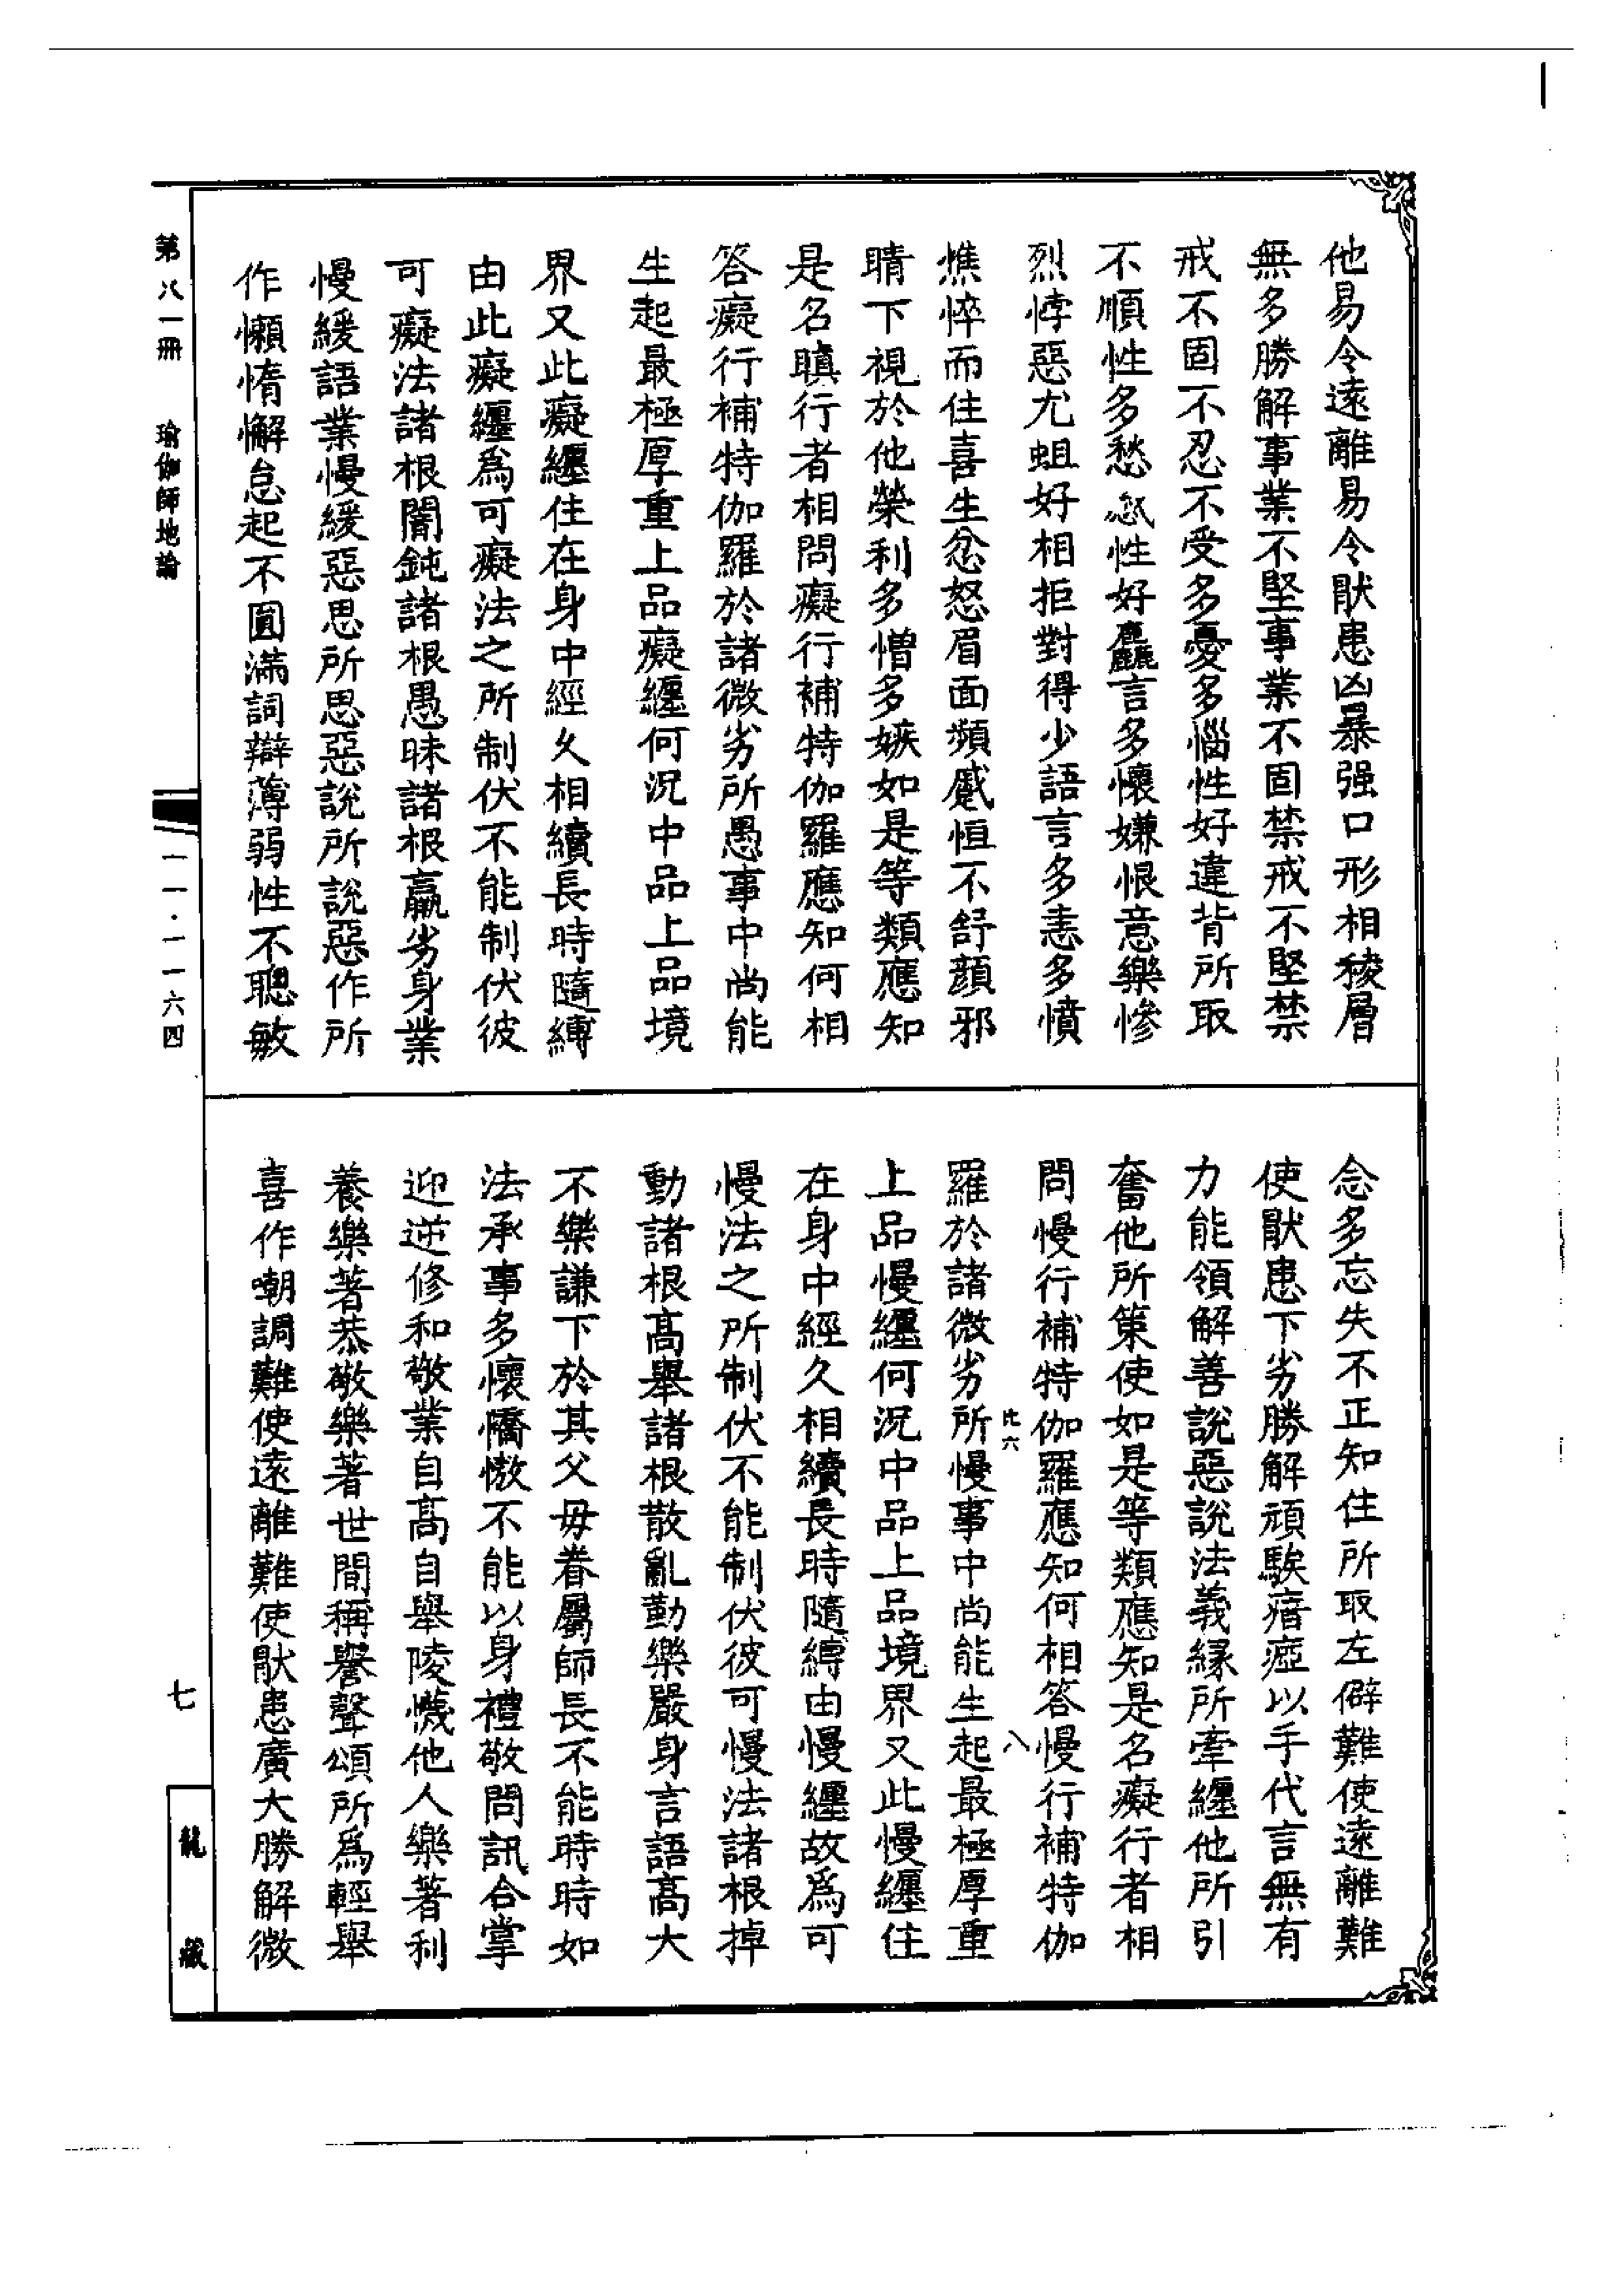 他易令遠離易令猒患凶暴强口形相稜層
無多勝解事業不堅事業不固禁戒不堅禁
戒不固不忍不受多憂多惱性好違背所取
不順性多愁忿性好麤言多懷嫌恨意樂慘
烈悖惡尤蛆好相拒對得少語言多恚多憤
憔悴而住喜生忿怒眉面頻慼恒不舒顔邪
睛下視於他榮利多憎多嫉如是等類應知
是名瞋行者相問癡行補特伽羅應知何相
答癡行補特伽羅於諸微劣所愚事中尚能
生起最極厚重上品癡纏何況中品上品境
界又此癡纏住在身中經久相續長時隨縛
由此癡纏爲可癡法之所制伏不能制伏彼
可癡法諸根闇鈍諸根愚昧諸根羸劣身業
慢緩語業慢緩惡思所思惡說所說惡作所
作懶惰懈怠起不圓滿詞辯薄弱性不聰敏
念多忘失不正知住所取左僻難使遠離難
使猒患下劣勝解頑騃瘖瘂以手代言無有
力能領解善說惡說法義緣所牽纏他所引
奮他所策使如是等類應知是名癡行者相
問慢行補特伽羅應知何相答慢行補特伽
比六 八
羅於諸微劣所慢事中尚能生起最極厚重
上品慢纏何況中品上品境界又此慢纏住
在身中經久相續長時隨縛由慢纏故爲可
慢法之所制伏不能制伏彼可慢法諸根掉
動諸根高舉諸根散亂勤樂嚴身言語高大
不樂謙下於其父母眷屬師長不能時時如
法承事多懷憍慠不能以身禮敬問訊合掌
迎逆修和敬業自高自舉陵懱他人樂著利
養樂著恭敬樂著世間稱譽聲頌所爲輕舉
喜作嘲調難使遠離難使猒患廣大勝解微
第八一冊 瑜伽師地論 一一·一一六四
七
龍藏